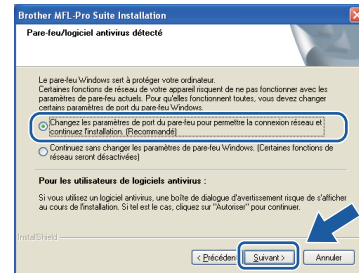 Brother MFL-Pro Suite Installation
Pare-feu/logiciel antivirus détecté
Le pare-feu Windows sert à protéger votre ordinateur.
Certaines fonctions de réseau de votre appareil risquent de ne pas fonctionner avec les
paramètres de pare-feu actuels. Pour qu'elles fonctionnent toutes, vous devez changer
certains paramètres de port du pare-feu Windows.
Changez les paramètres de port du pare-feu pour permettre la connexion réseau et
continuez l'installation. (Recommandé)
Continuez sans changer les paramètres de pare-feu Windows. (Certaines fonctions de
réseau seront désactivées)
Pour les utilisateurs de logiciels antivirus :
Si vous utilisez un logiciel antivirus, une boîte de dialogue d'avertissement risque de s'afficher
au cours de l'installation. Si tel est le cas, cliquez sur "Autoriser" pour continuer.
InstallShield
< Précéden Suivant > Annuler